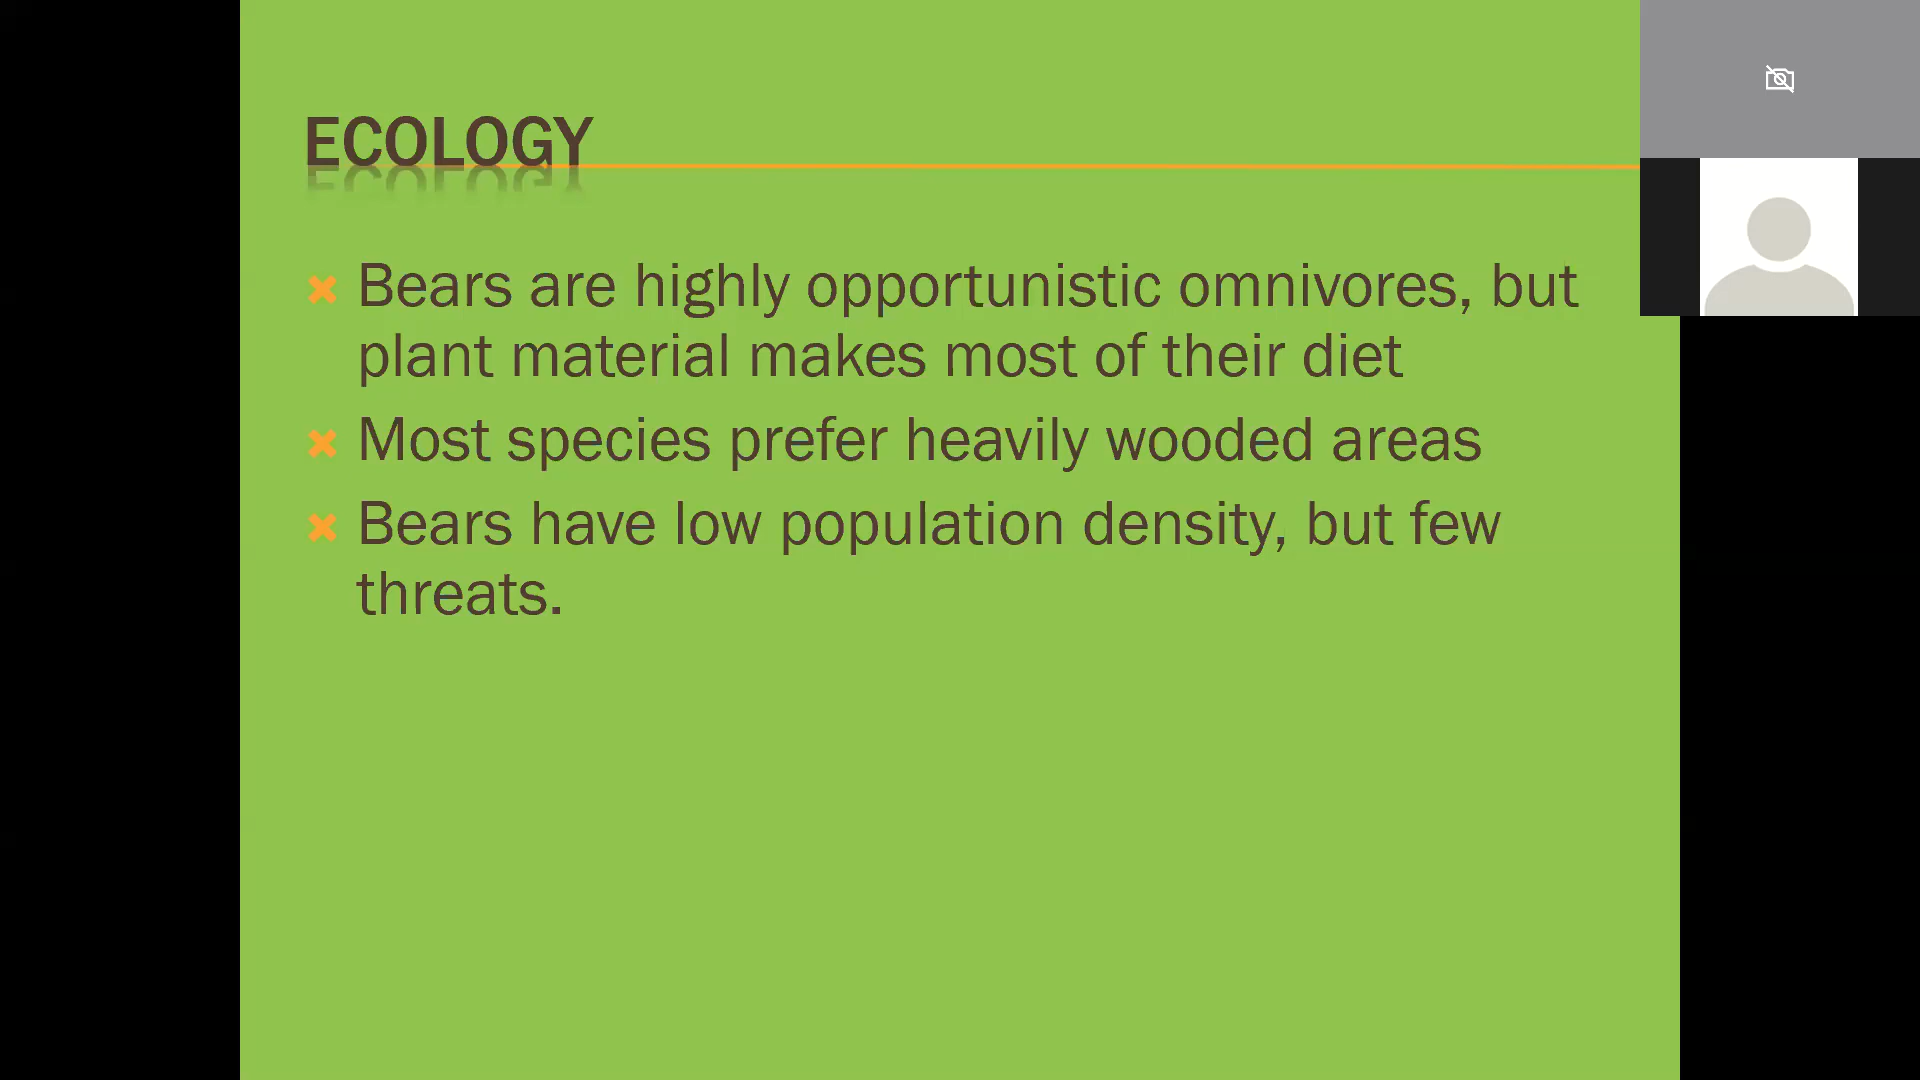 ECOLOGY
Bears are highly opportunistic omnivores, but
plant material makes most of their diet
Most species prefer heavily wooded areas
Bears have low population density, but few
threats.